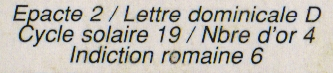 Epacte 2 / Lettre dominicale D
Cycle solaire 19 / Nbre d'or 4
Indiction romaine 6